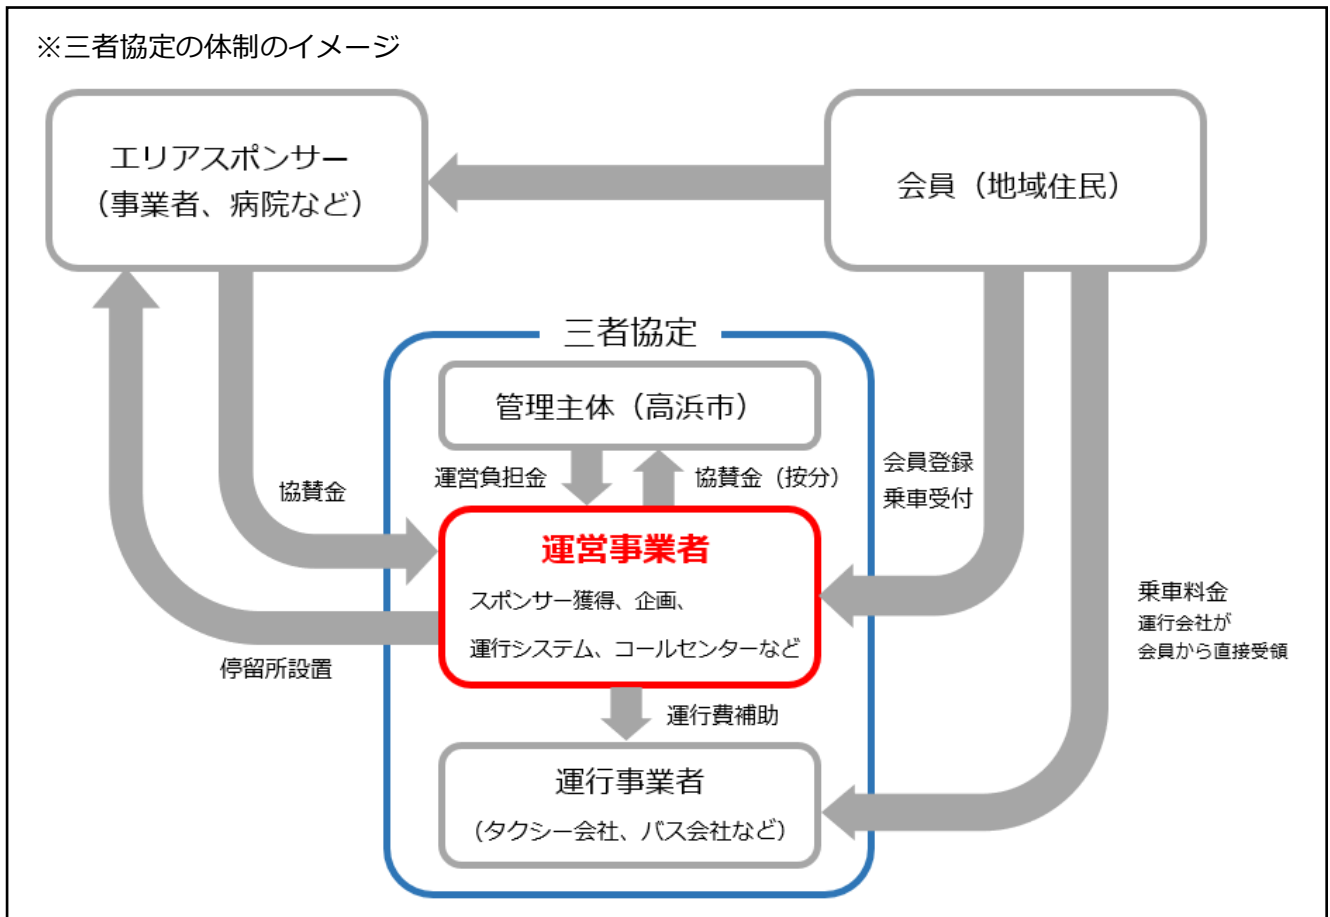 ※三者協定の体制のイメージ
エリアスポンサー
（事業者、病院など）
会員（地域住民）
三者協定
管理主体（高浜市）
運営負担金
協賛金（按分）
協賛金
会員登録
乗車受付
運営事業者
スポンサー獲得、企画、
運行システム、コールセンターなど
停留所設置
乗車料金
運行会社が
会員から直接受領
運行費補助
運行事業者
（タクシー会社、バス会社など）